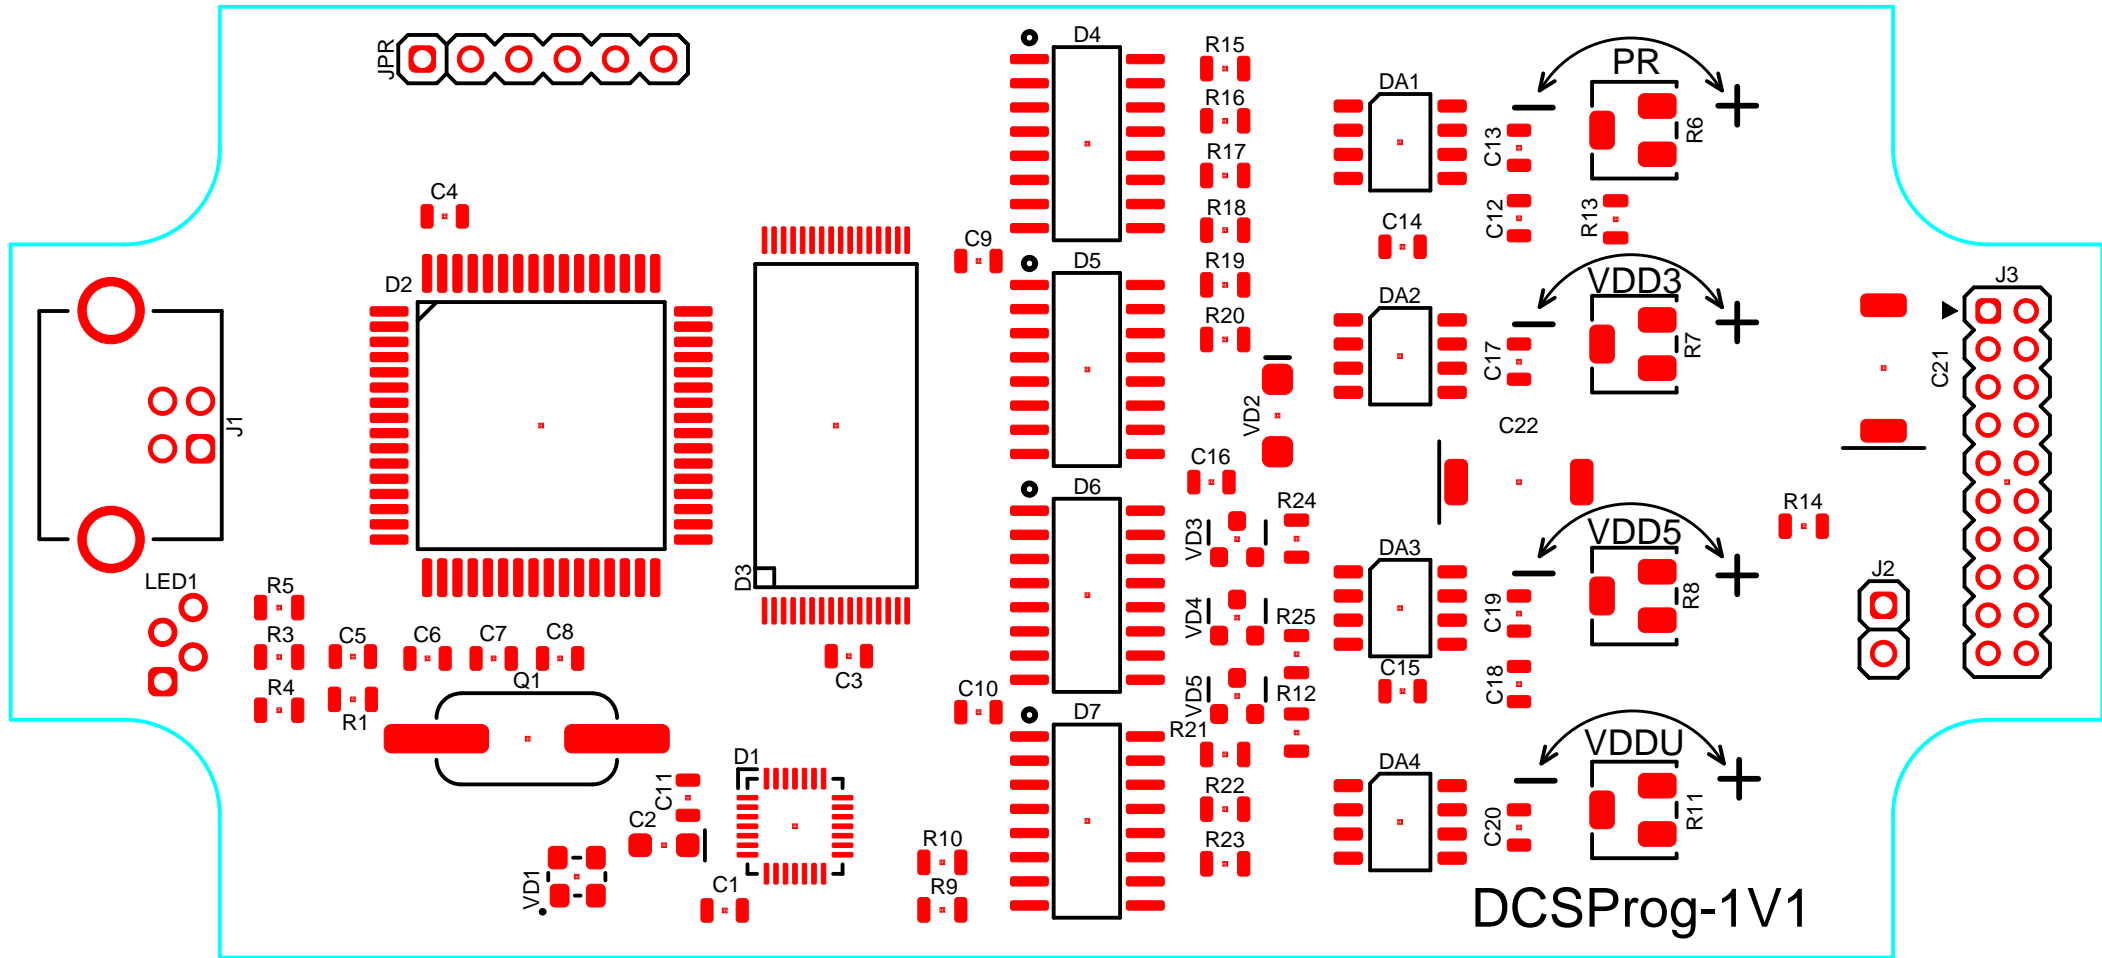 JPR
D4
R15
DA1
PR
R16
R6
C13
R17
C4
R18
C12
R13
C14
C9
D5
R19
DA2
VDD3
J3
D2
R20
C17
R7
C21
VD2
J1
C22
C16
D6
R24
R14
VD3
VDD5
DA3
D3
LED1
R5
VD4
R25
C19
R8
J2
R3
C5
C6
C7
C8
C3
C15
C18
R4
R1
Q1
C10
VD5
R12
D7
R21
VDDU
D1
DA4
C11
R22
C20
R11
C2
R10
R23
VD1
C1
R9
DCSProg-1V1